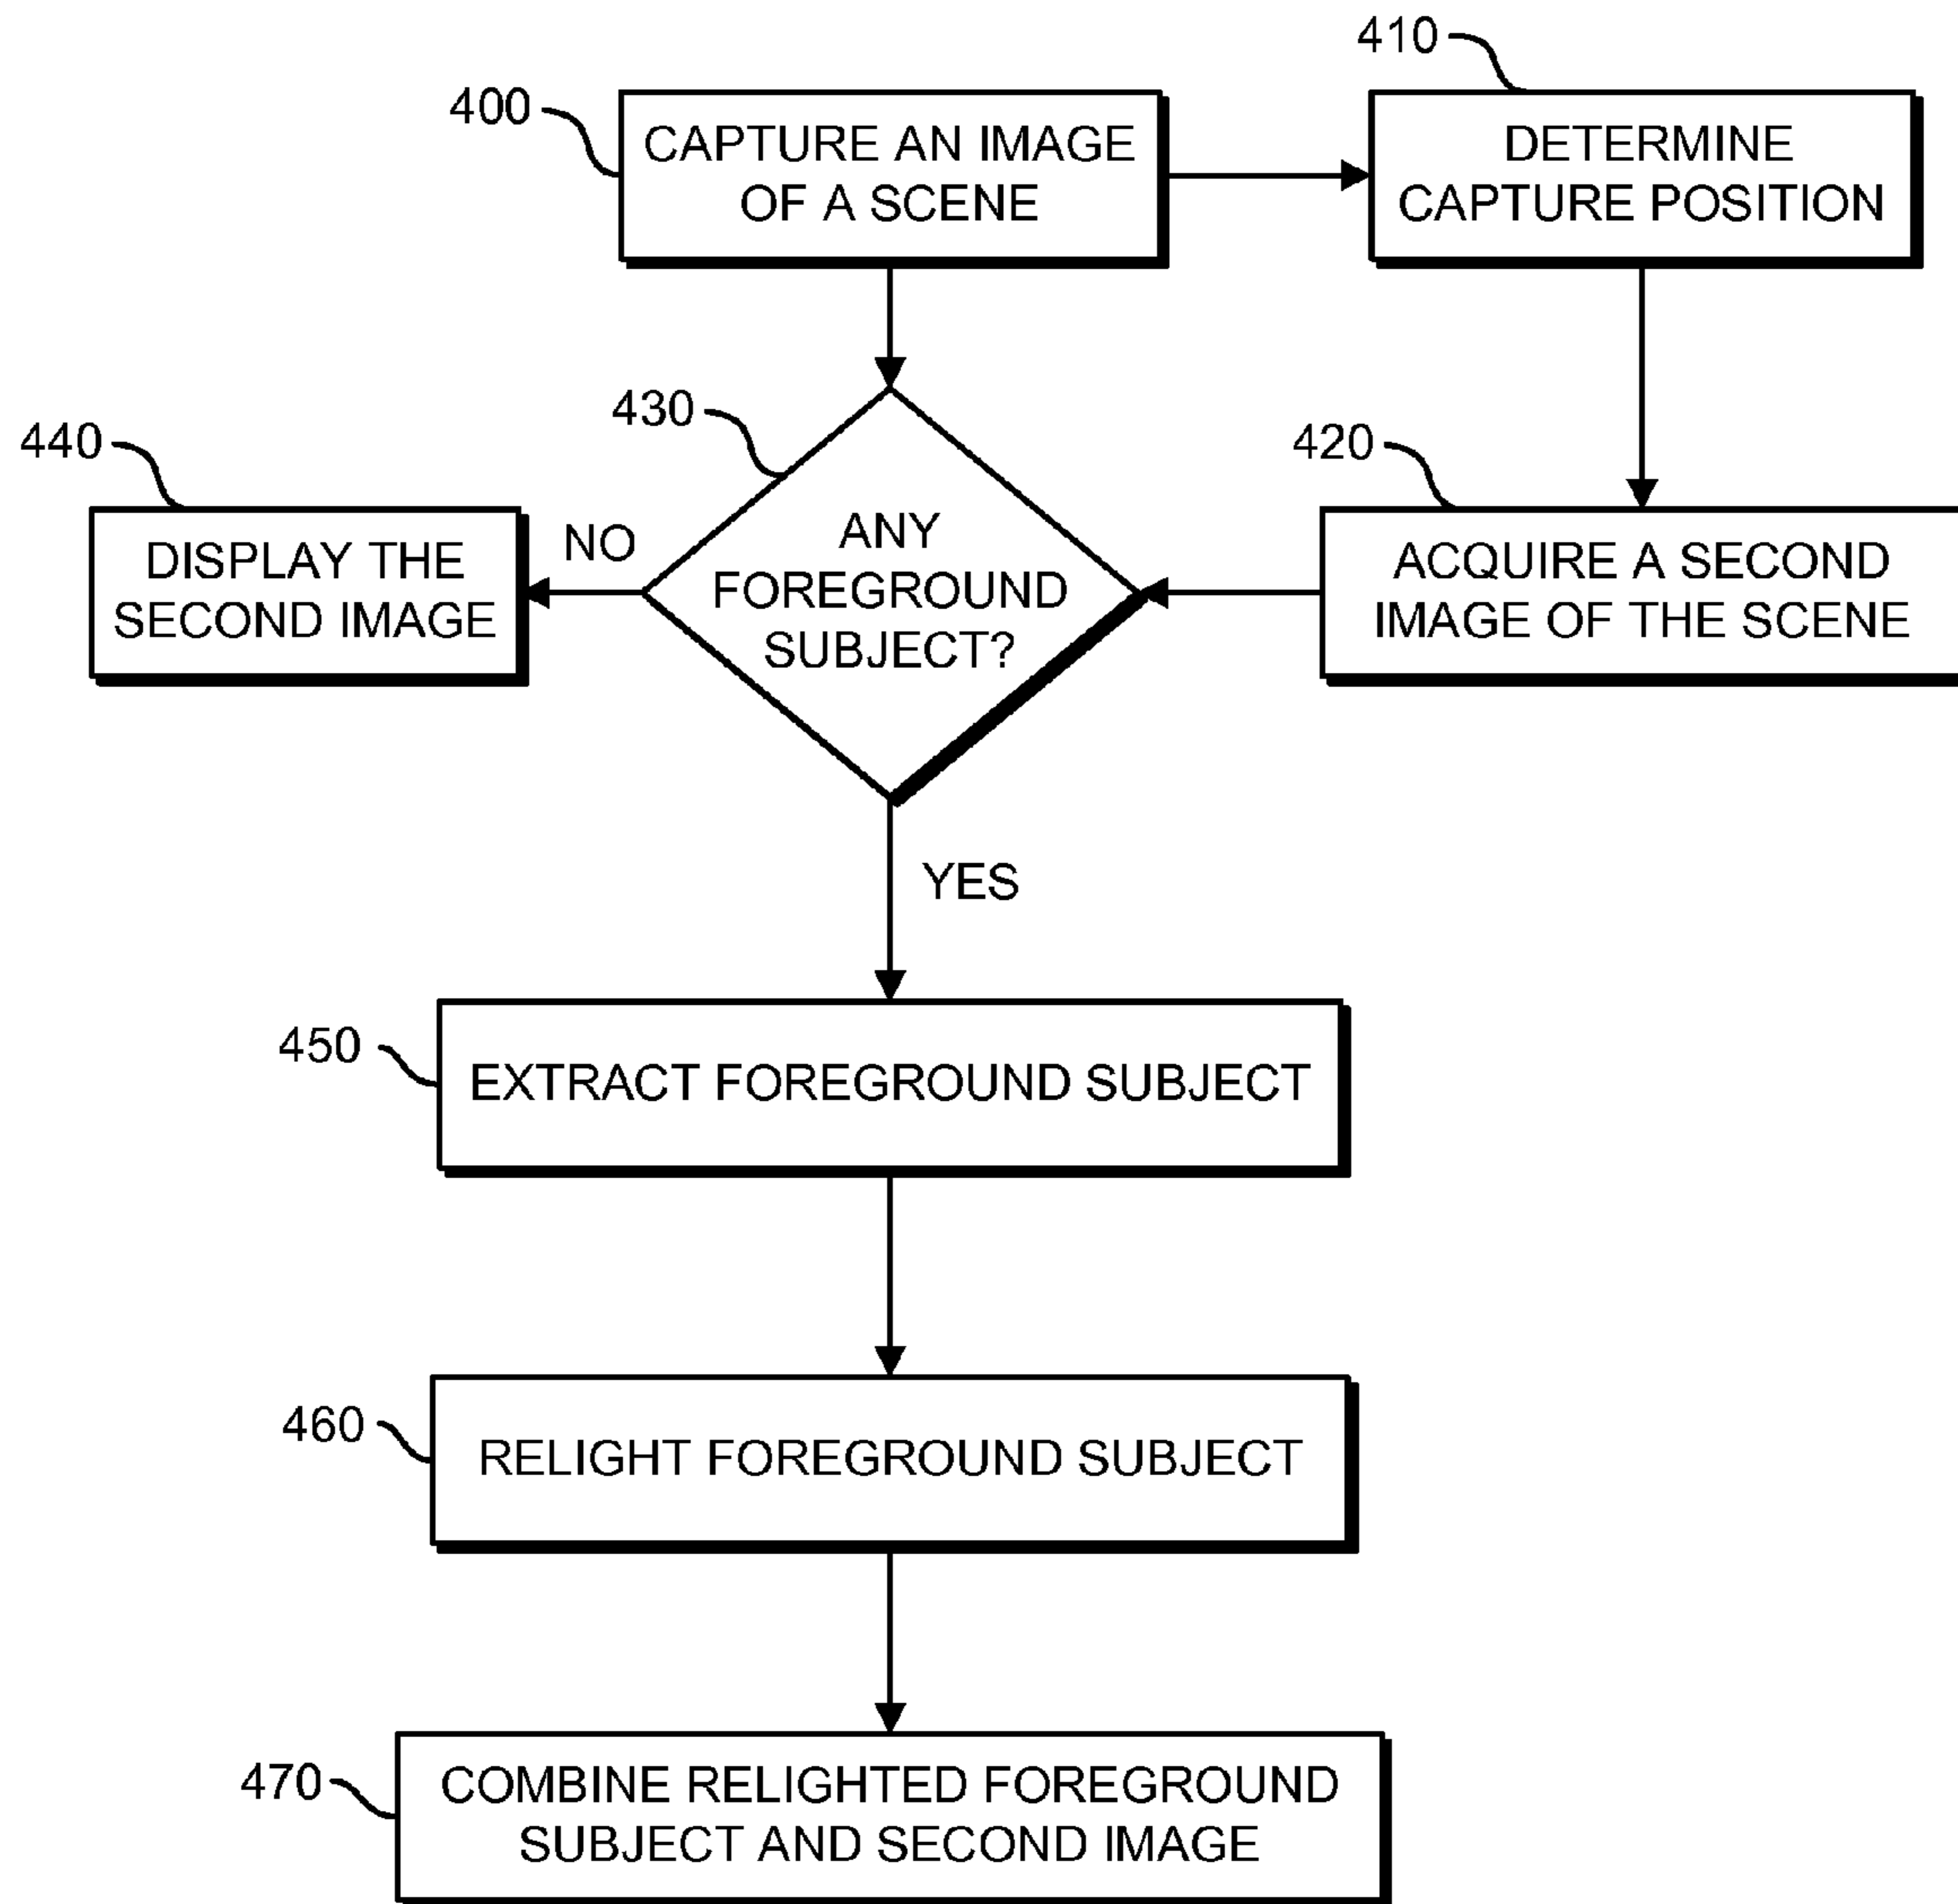 410
400
CAPTURE AN IMAGE
OF A SCENE
DETERMINE
CAPTURE POSITION
430
440
420
DISPLAY THE
SECOND IMAGE
NO
ANY
FOREGROUND
SUBJECT?
ACQUIRE A SECOND
IMAGE OF THE SCENE
YES
450
EXTRACT FOREGROUND SUBJECT
460
RELIGHT FOREGROUND SUBJECT
470
COMBINE RELIGHTED FOREGROUND
SUBJECT AND SECOND IMAGE